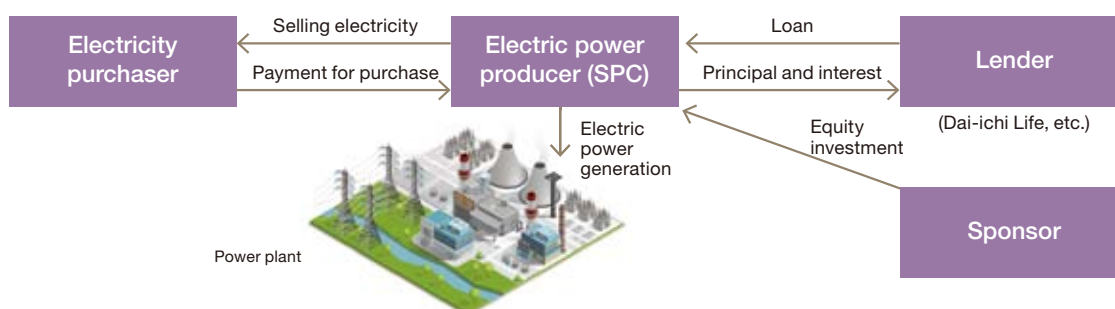 Electricity
purchaser
Selling electricity
Payment for purchase
Electric power
producer (SPC)
Loan
Principal and interest
Lender
(Dai-ichi Life, etc.)
Electric
power
generation
Equity
investment
Sponsor
Power plant